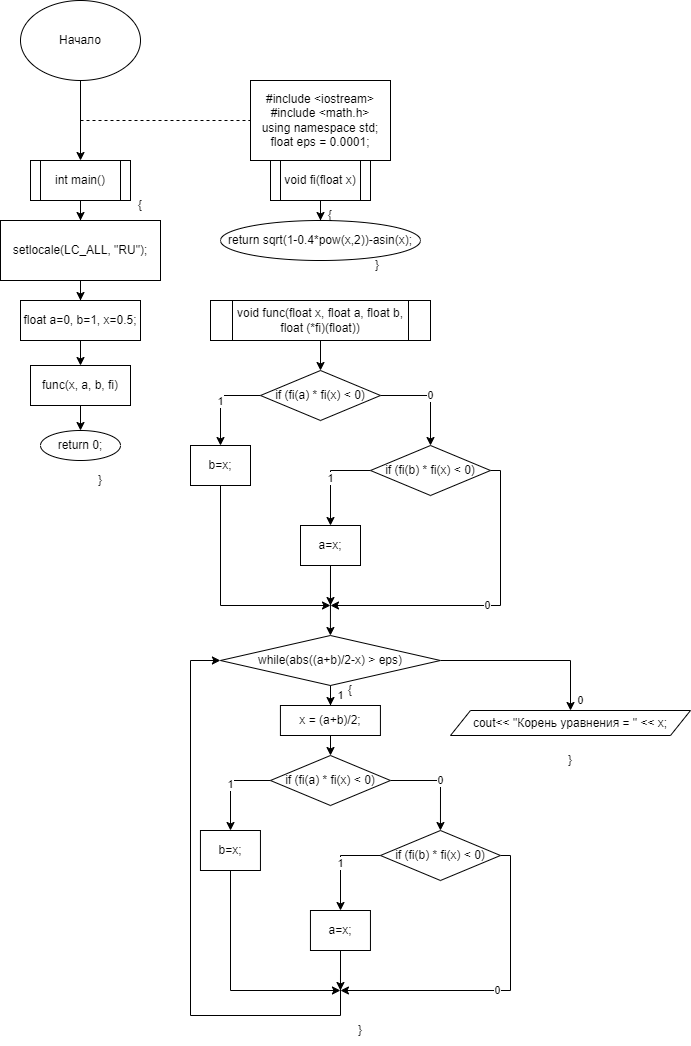 Начало
#include <iostream>
#include <math.h>
using namespace std;
float eps = 0.0001;
int main()
{
void fi(float x)
{
return sqrt(1-0.4*pow(x,2))-asin(x);
}
setlocale(LC_ALL, "RU");
float a=0, b=1, x=0.5;
func(x, a, b, fi)
return 0;
}
void func(float x, float a, float b,
float (*fi)(float))
if (fi(a) * fi(x) < 0)
1
0
b=x;
if (fi(b) * fi(x) < 0)
1
a=x;
0
while(abs((a+b)/2-x) > eps)
1
{
0
x = (a+b)/2;
cout<< "Корень уравнения = " << x;
}
if (fi(a) * fi(x) < 0)
1
0
b=x;
if (fi(b) * fi(x) < 0)
1
a=x;
0
}